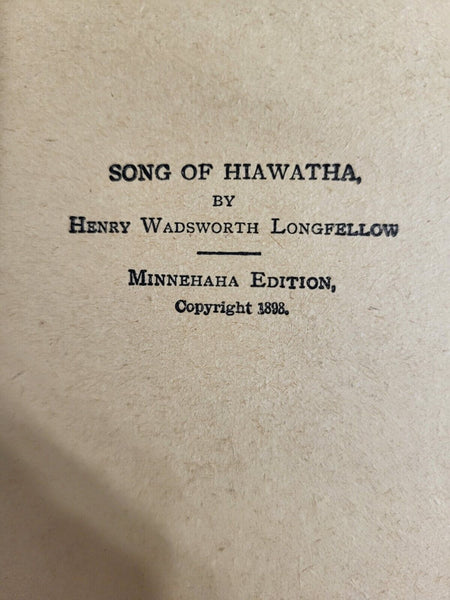 SONG OF HIAWATHA,
BY
HENRY WADSWORTH LONGFELLOW
MINNEHAHA EDITION,
Copyright 1898.